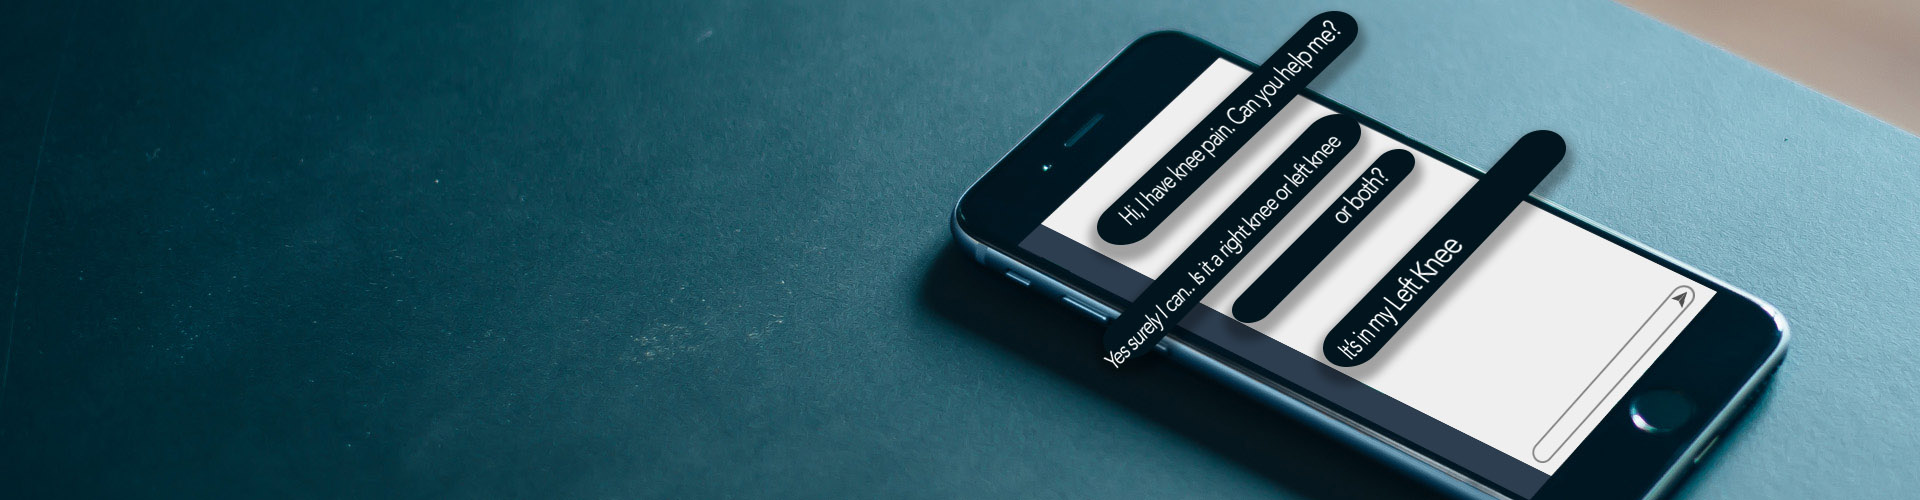 Hi, I have knee pain. Can you help me?
Yes surely I can.. Is it a right knee or left knee
or both?
It's in my Left Knee